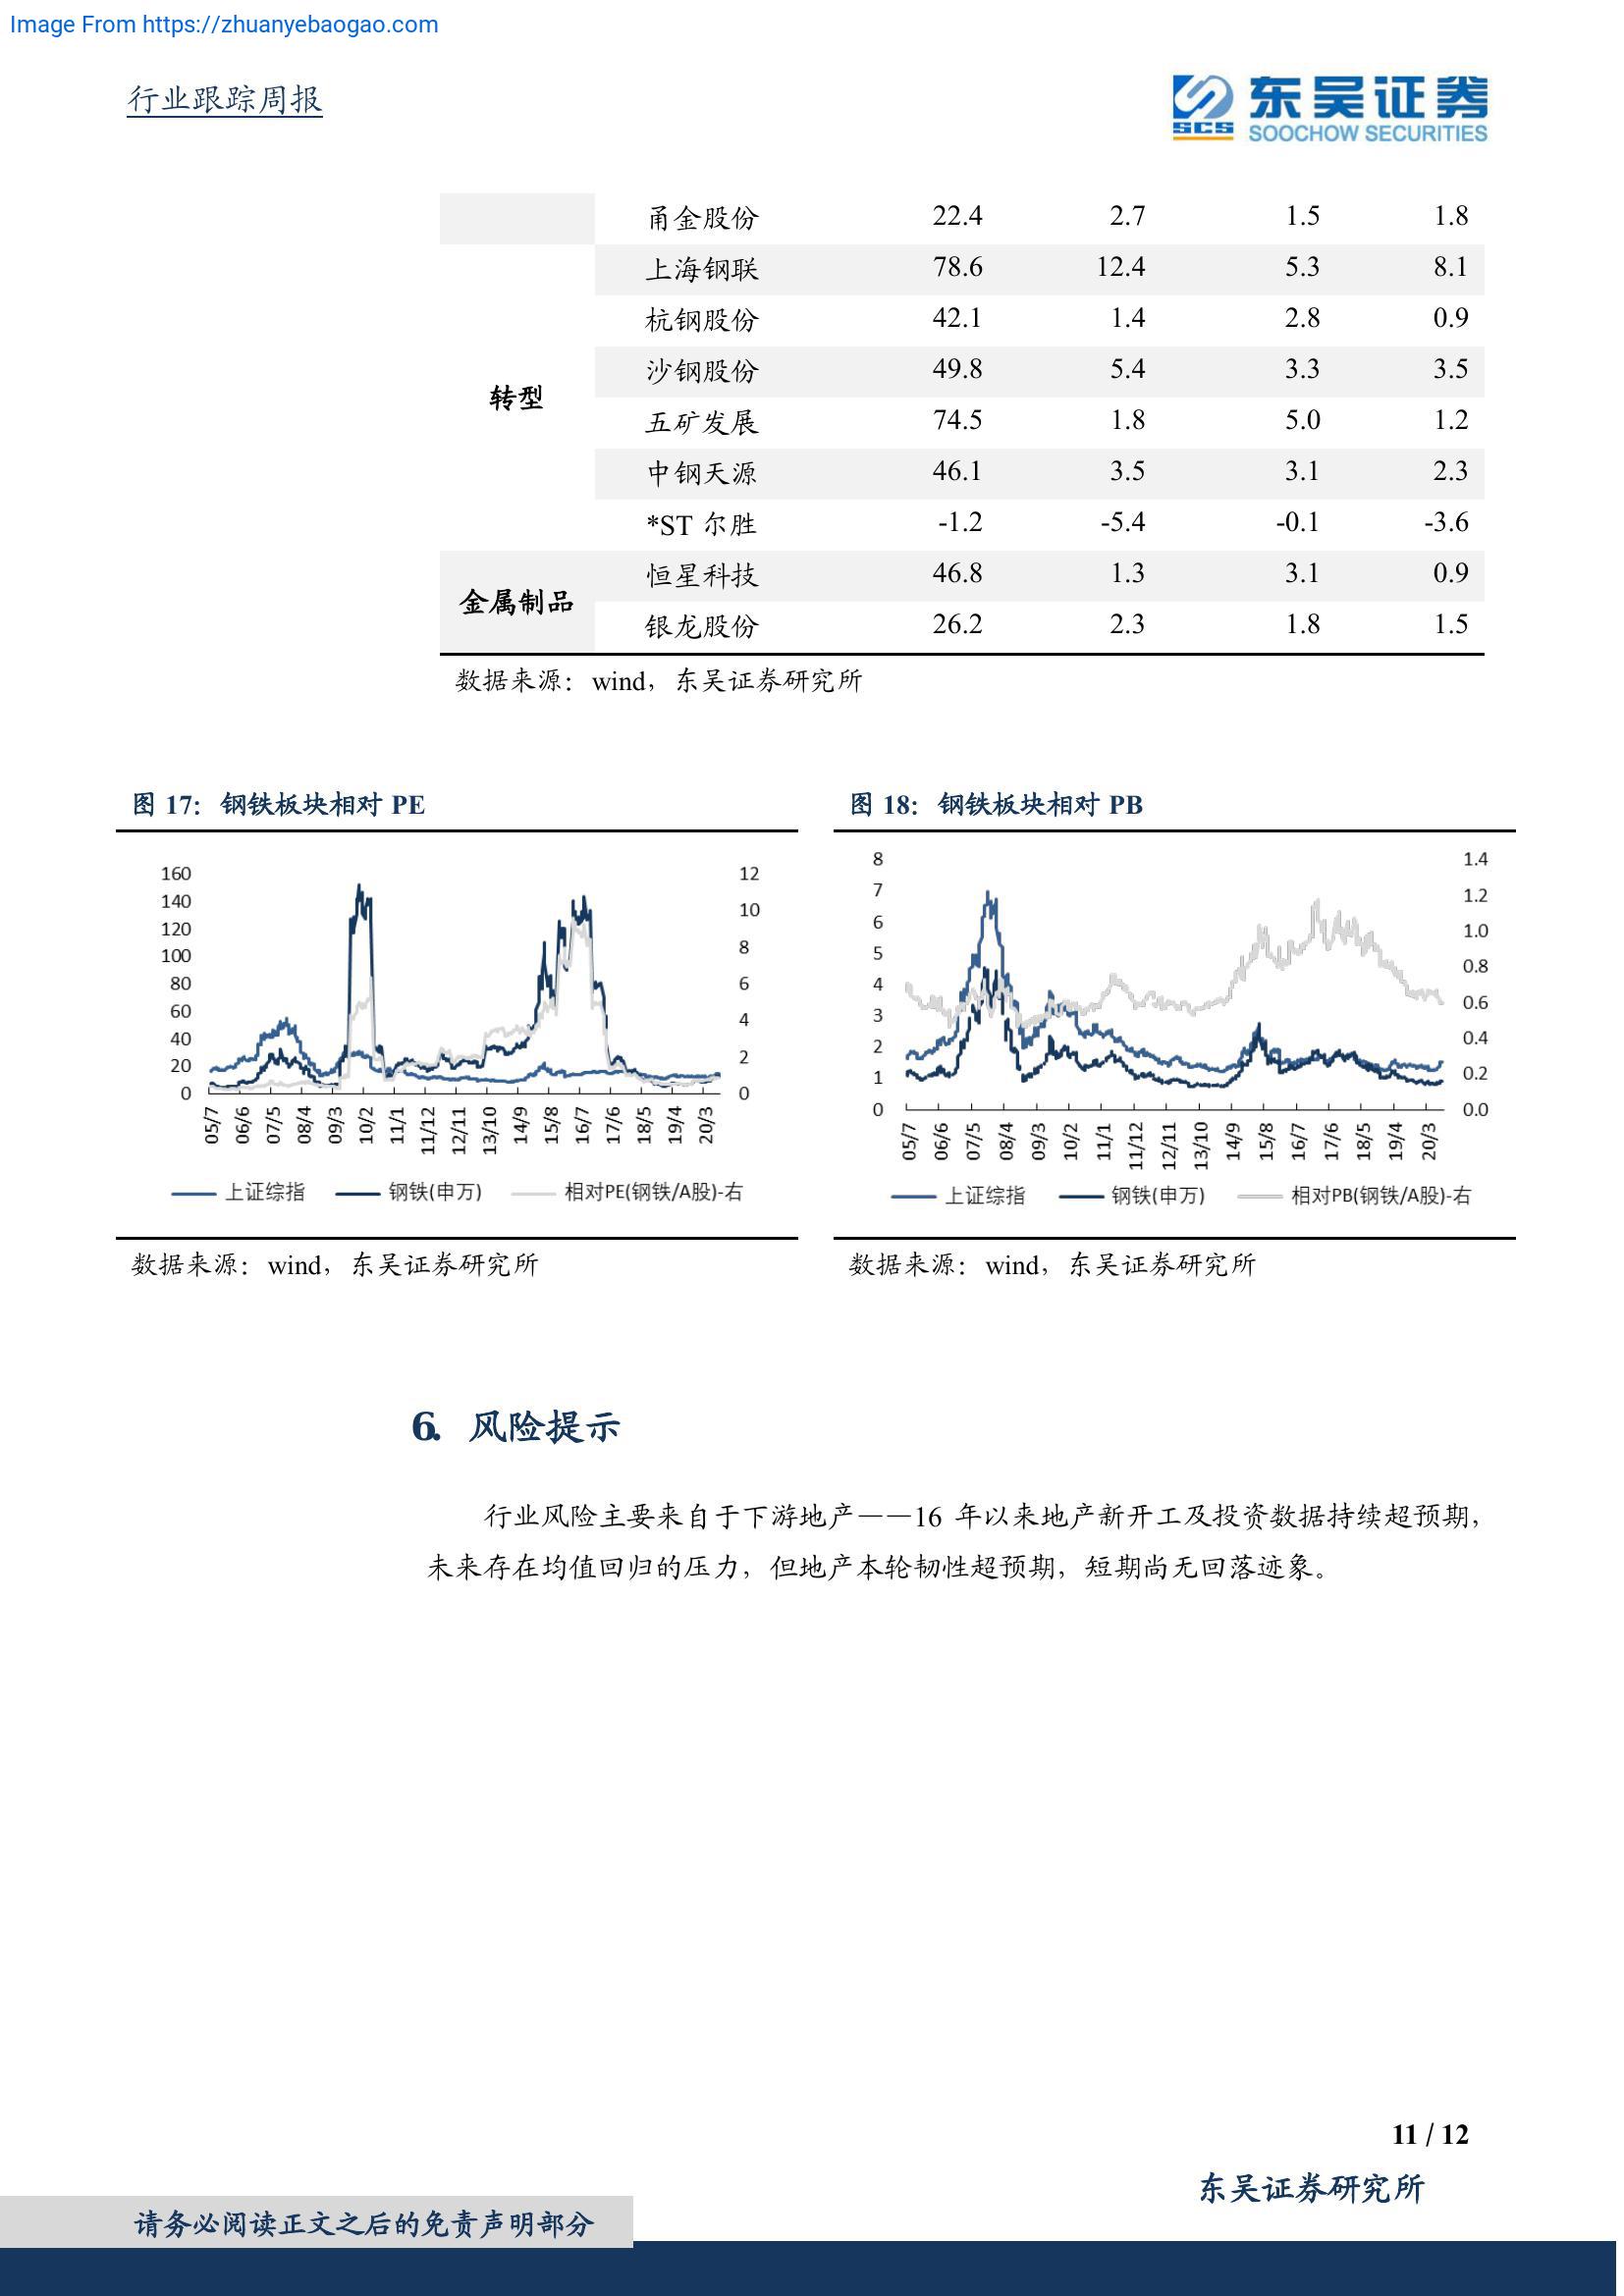 Image From https://zhuanyebaogao.com
行业跟踪周报
SCS 东吴证券
SOOCHOW SECURITIES
甬金股份 22.4 2.7 1.5 1.8
上海钢联 78.6 12.4 5.3 8.1
杭钢股份 42.1 1.4 2.8 0.9
沙钢股份 49.8 5.4 3.3 3.5
转型
五矿发展 74.5 1.8 5.0 1.2
中钢天源 46.1 3.5 3.1 2.3
*ST 尔胜 -1.2 -5.4 -0.1 -3.6
恒星科技 46.8 1.3 3.1 0.9
金属制品
银龙股份 26.2 2.3 1.8 1.5
数据来源：wind，东吴证券研究所
图 17：钢铁板块相对 PE
160
140
120
100
80
60
40
20
0
12
10
8
6
4
2
0
05/7 06/6 07/5 08/4 09/3 10/2 11/1 11/12 12/11 13/10 14/9 15/8 16/7 17/6 18/5 19/4 20/3
上证综指 钢铁(申万) 相对PE(钢铁/A股)-右
数据来源：wind，东吴证券研究所
图 18：钢铁板块相对 PB
8
7
6
5
4
3
2
1
0
1.4
1.2
1.0
0.8
0.6
0.4
0.2
0.0
05/7 06/6 07/5 08/4 09/3 10/2 11/1 11/12 12/11 13/10 14/9 15/8 16/7 17/6 18/5 19/4 20/3
上证综指 钢铁(申万) 相对PB(钢铁/A股)-右
数据来源：wind，东吴证券研究所
6. 风险提示
行业风险主要来自于下游地产——16 年以来地产新开工及投资数据持续超预期，
未来存在均值回归的压力，但地产本轮韧性超预期，短期尚无回落迹象。
11 / 12
东吴证券研究所
请务必阅读正文之后的免责声明部分